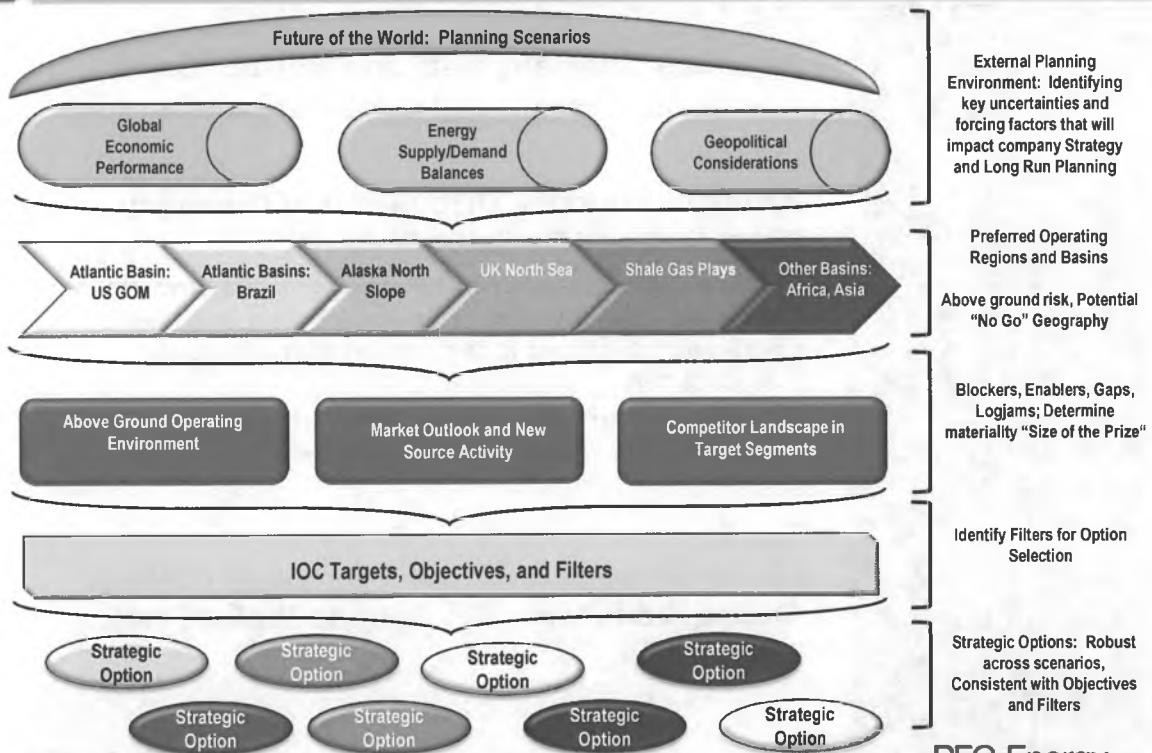 Future of the World: Planning Scenarios
Global
Economic
Performance
Energy
Supply/Demand
Balances
Geopolitical
Considerations
External Planning
Environment: Identifying
key uncertainties and
forcing factors that will
impact company Strategy
and Long Run Planning
Atlantic Basin:
US GOM
Atlantic Basins:
Brazil
Alaska North
Slope
UK North Sea
Shale Gas Plays
Other Basins:
Africa, Asia
Preferred Operating
Regions and Basins
Above ground risk, Potential
"No Go" Geography
Above Ground Operating
Environment
Market Outlook and New
Source Activity
Competitor Landscape in
Target Segments
Blockers, Enablers, Gaps,
Logjams; Determine
materiality "Size of the Prize"
IOC Targets, Objectives, and Filters
Identify Filters for Option
Selection
Strategic
Option
Strategic
Option
Strategic
Option
Strategic
Option
Strategic
Option
Strategic
Option
Strategic
Option
Strategic
Option
Strategic Options: Robust
across scenarios,
Consistent with Objectives
and Filters